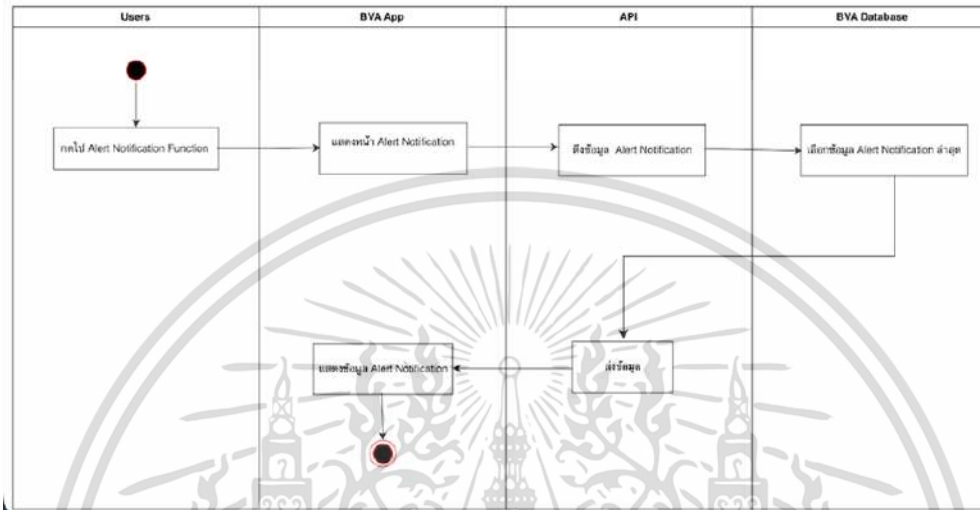 Users
BVA App
API
BVA Database
กดไป Alert Notification Function
แสดงหน้า Alert Notification
ดึงข้อมูล Alert Notification
เลือกข้อมูล Alert Notification ล่าสุด
แสดงข้อมูล Alert Notification
ส่งข้อมูล